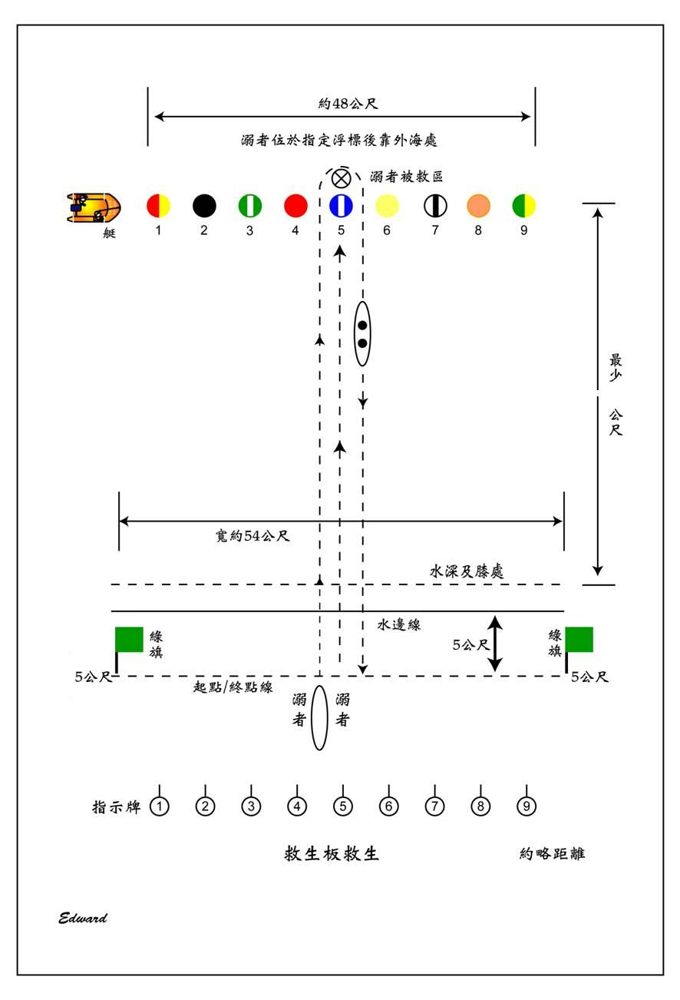 約48公尺
溺者位於指定浮標後靠外海處
溺者被救區
艇
1 2 3 4 5 6 7 8 9
最少 公尺
寬約54公尺
水深及膝處
水邊線
綠旗
5公尺
綠旗
5公尺
5公尺
起點/終點線
溺者
溺者
指示牌 1 2 3 4 5 6 7 8 9
救生板救生
約略距離
Edward